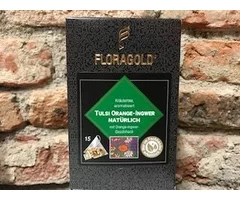 FLORAGOLD®
Kräutertee,
aromatisiert
TULSI ORANGE-INGWER
NATÜRLICH
mit Orange-Ingwer-
Geschmack
15